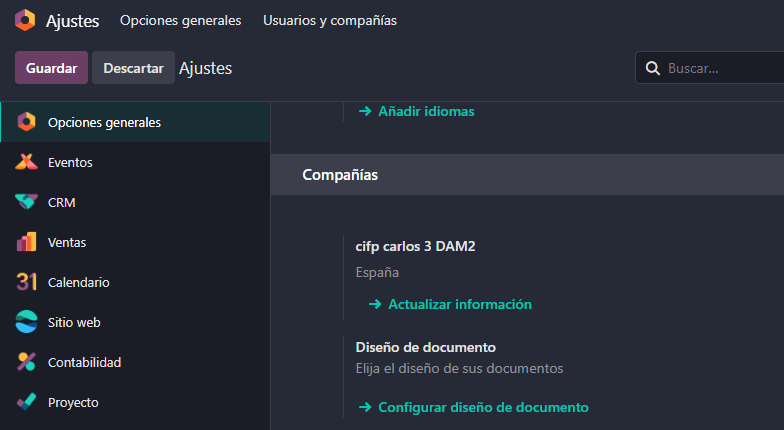 Ajustes Opciones generales Usuarios y compañías
Guardar Descartar Ajustes Buscar...
Opciones generales
Eventos
CRM
Ventas
31 Calendario
Sitio web
Contabilidad
Proyecto
→ Añadir idiomas
Compañías
cifp carlos 3 DAM2
España
→ Actualizar información
Diseño de documento
Elija el diseño de sus documentos
→ Configurar diseño de documento